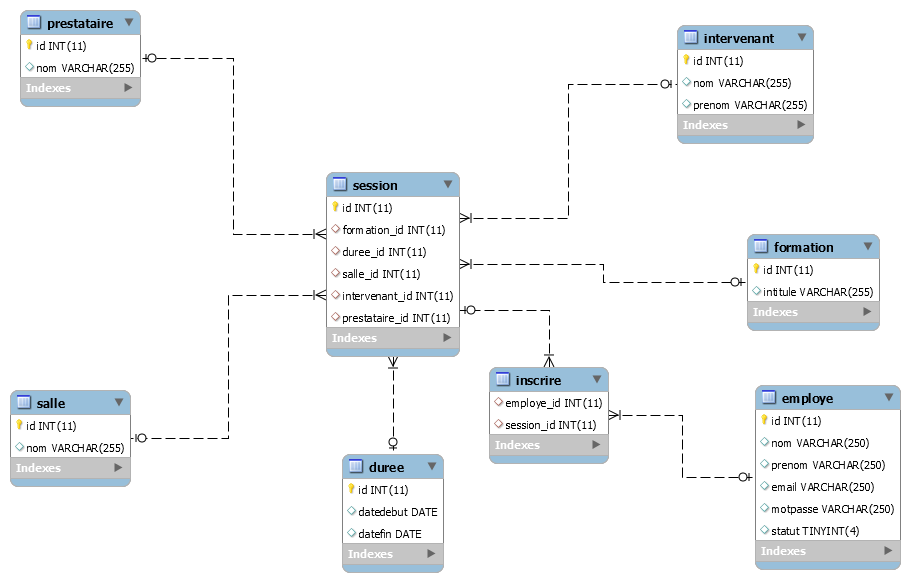 prestataire
id INT(11)
nom VARCHAR(255)
Indexes
intervenant
id INT(11)
nom VARCHAR(255)
prenom VARCHAR(255)
Indexes
session
id INT(11)
formation_id INT(11)
duree_id INT(11)
salle_id INT(11)
intervenant_id INT(11)
prestataire_id INT(11)
Indexes
formation
id INT(11)
intitule VARCHAR(255)
Indexes
inscrire
employe_id INT(11)
session_id INT(11)
Indexes
salle
id INT(11)
nom VARCHAR(255)
Indexes
duree
id INT(11)
datedebut DATE
datefin DATE
Indexes
employe
id INT(11)
nom VARCHAR(250)
prenom VARCHAR(250)
email VARCHAR(250)
motpasse VARCHAR(250)
statut TINYINT(4)
Indexes